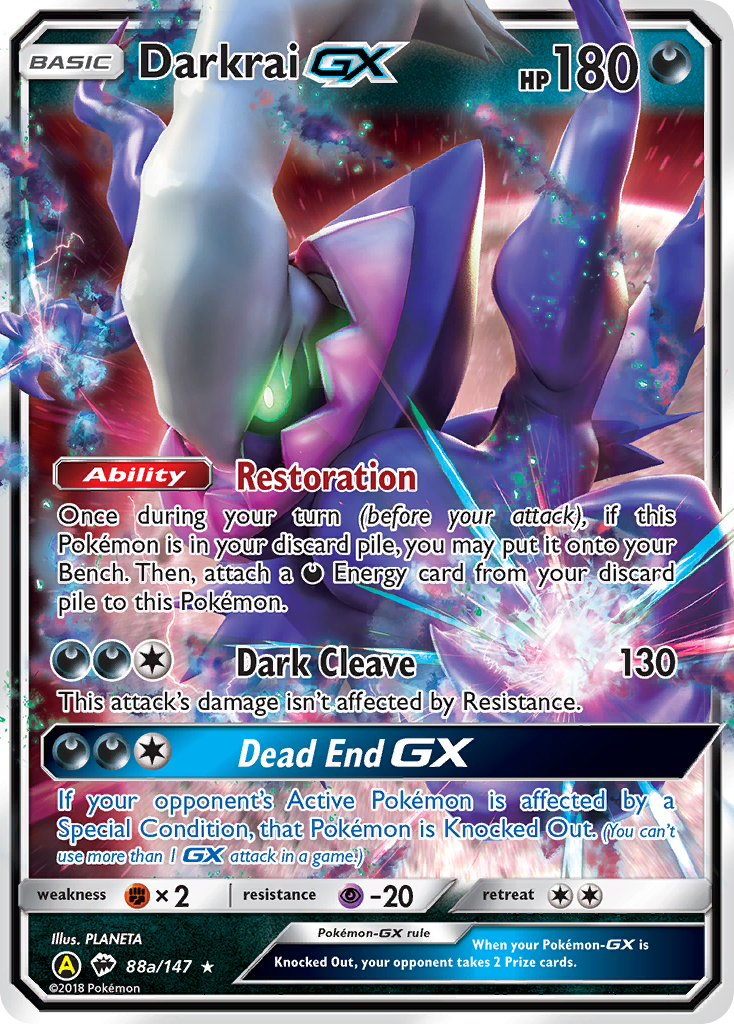 BASIC Darkrai GX HP 180
Ability Restoration
Once during your turn (before your attack), if this
Pokémon is in your discard pile, you may put it onto your
Bench. Then, attach a Energy card from your discard
pile to this Pokémon.
Dark Cleave 130
This attack's damage isn't affected by Resistance.
Dead End GX
If your opponent's Active Pokémon is affected by a
Special Condition, that Pokémon is Knocked Out. (You can't
use more than 1 GX attack in a game.)
weakness × 2 resistance -20 retreat
Illus. PLANETA
Pokémon-GX rule
When your Pokémon-GX is
Knocked Out, your opponent takes 2 Prize cards.
A 88a/147 ★
©2018 Pokémon